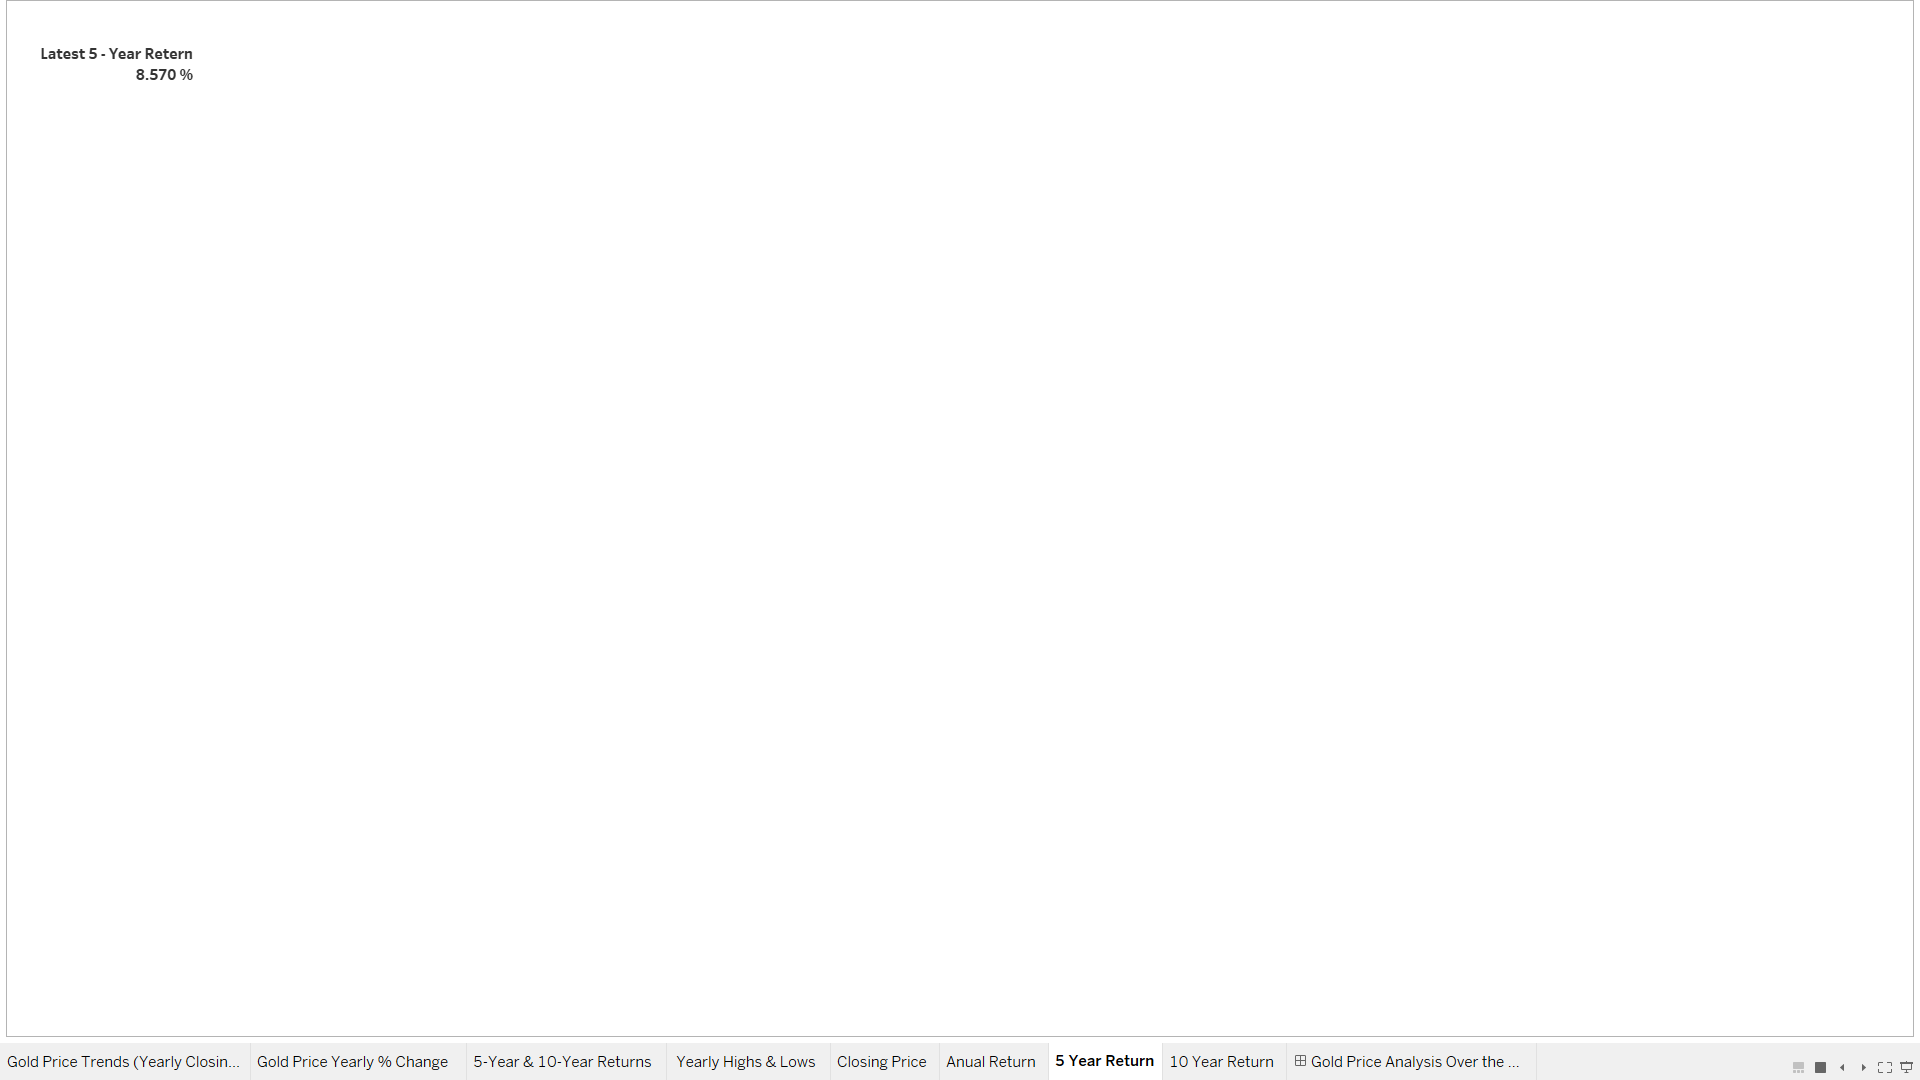 Latest 5 - Year Retern
8.570 %
Gold Price Trends (Yearly Closin...
Gold Price Yearly % Change
5-Year & 10-Year Returns
Yearly Highs & Lows
Closing Price
Anual Return
5 Year Return
10 Year Return
Gold Price Analysis Over the ...